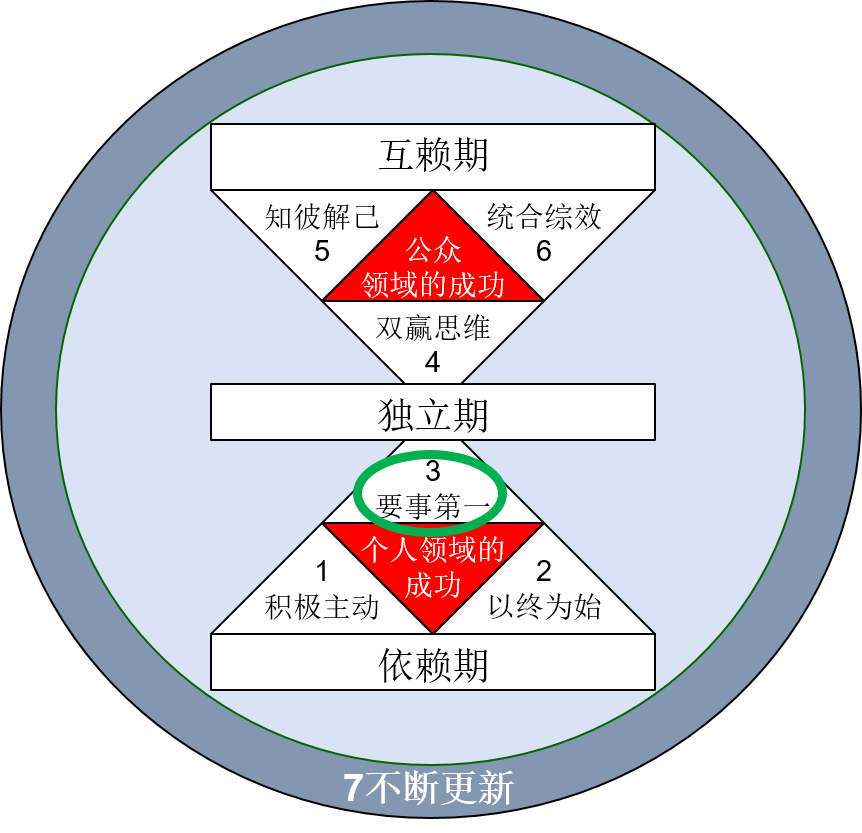 互赖期
知彼解己
5
统合综效
6
公众
领域的成功
双赢思维
4
独立期
3
要事第一
个人领域的
成功
1
积极主动
2
以终为始
依赖期
7不断更新